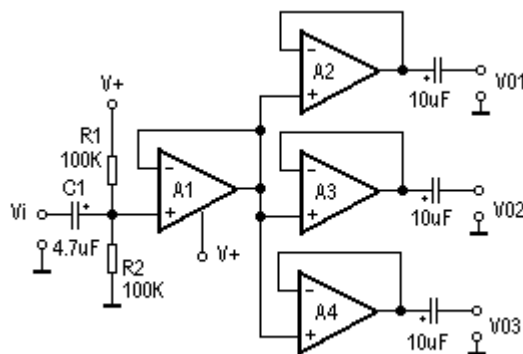 V+
R1
100K
C1
Vi
4.7uF
R2
100K
−
+
A1
V+
−
+
A2
+
10uF
V01
−
+
A3
+
10uF
V02
−
+
A4
+
10uF
V03